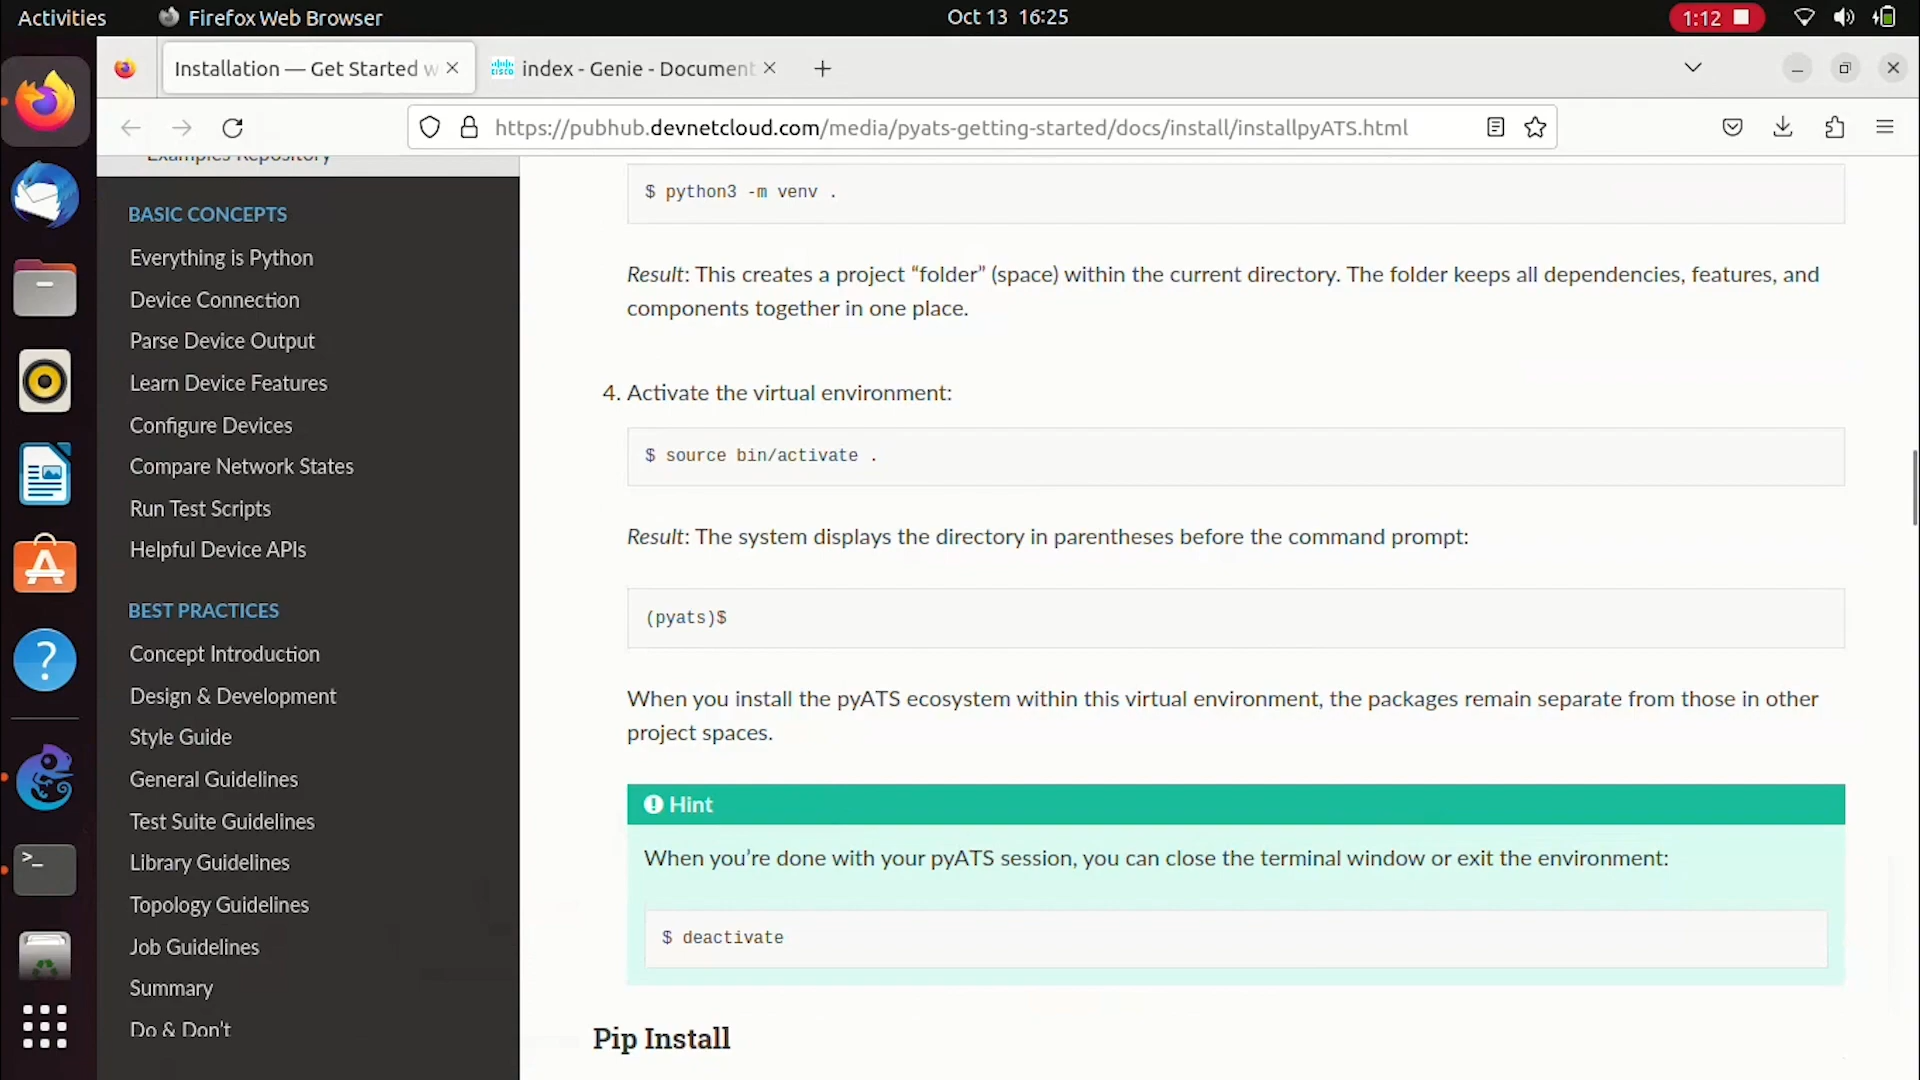 Activities
Firefox Web Browser
Oct 13 16:25
1:12
Installation — Get Started w
index - Genie - Document
https://pubhub.devnetcloud.com/media/pyats-getting-started/docs/install/installpyATS.html
Examples Repository
BASIC CONCEPTS
Everything is Python
Device Connection
Parse Device Output
Learn Device Features
Configure Devices
Compare Network States
Run Test Scripts
Helpful Device APIs
BEST PRACTICES
Concept Introduction
Design & Development
Style Guide
General Guidelines
Test Suite Guidelines
Library Guidelines
Topology Guidelines
Job Guidelines
Summary
Do & Don't
$ python3 -m venv .
Result: This creates a project “folder” (space) within the current directory. The folder keeps all dependencies, features, and
components together in one place.
4. Activate the virtual environment:
$ source bin/activate .
Result: The system displays the directory in parentheses before the command prompt:
(pyats)$
When you install the pyATS ecosystem within this virtual environment, the packages remain separate from those in other
project spaces.
Hint
When you’re done with your pyATS session, you can close the terminal window or exit the environment:
$ deactivate
Pip Install